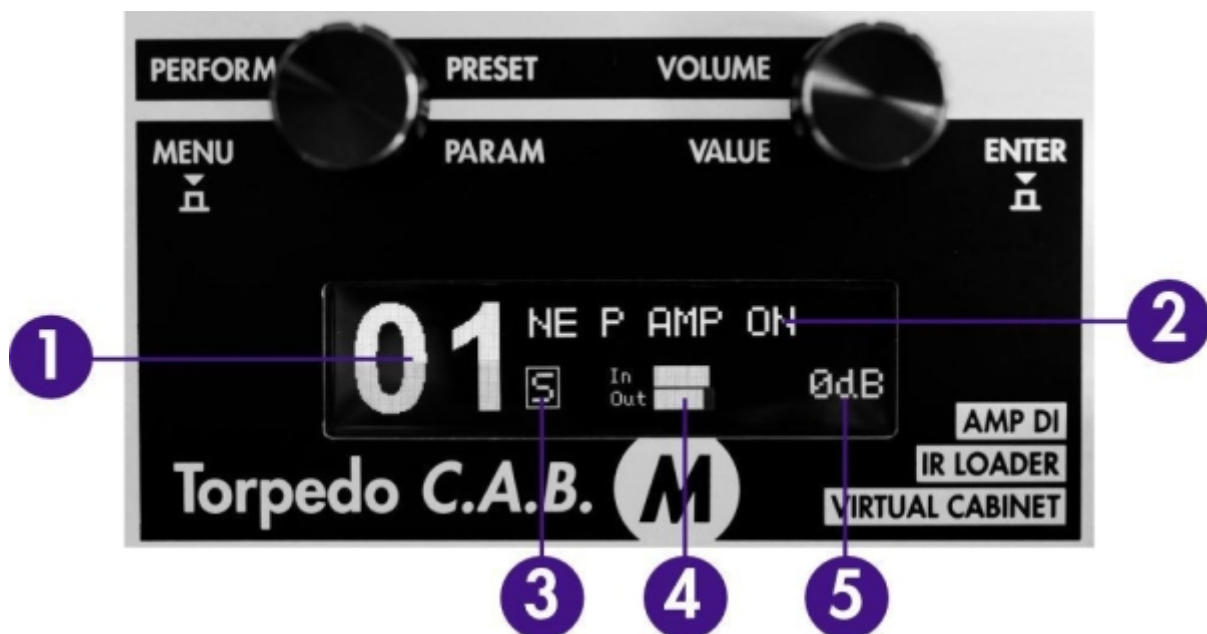 PERFORM PRESET VOLUME
MENU PARAM VALUE ENTER
01 NE P AMP ON
S In Out 0dB
AMP DI
IR LOADER
VIRTUAL CABINET
Torpedo C.A.B. M
1
2
3
4
5